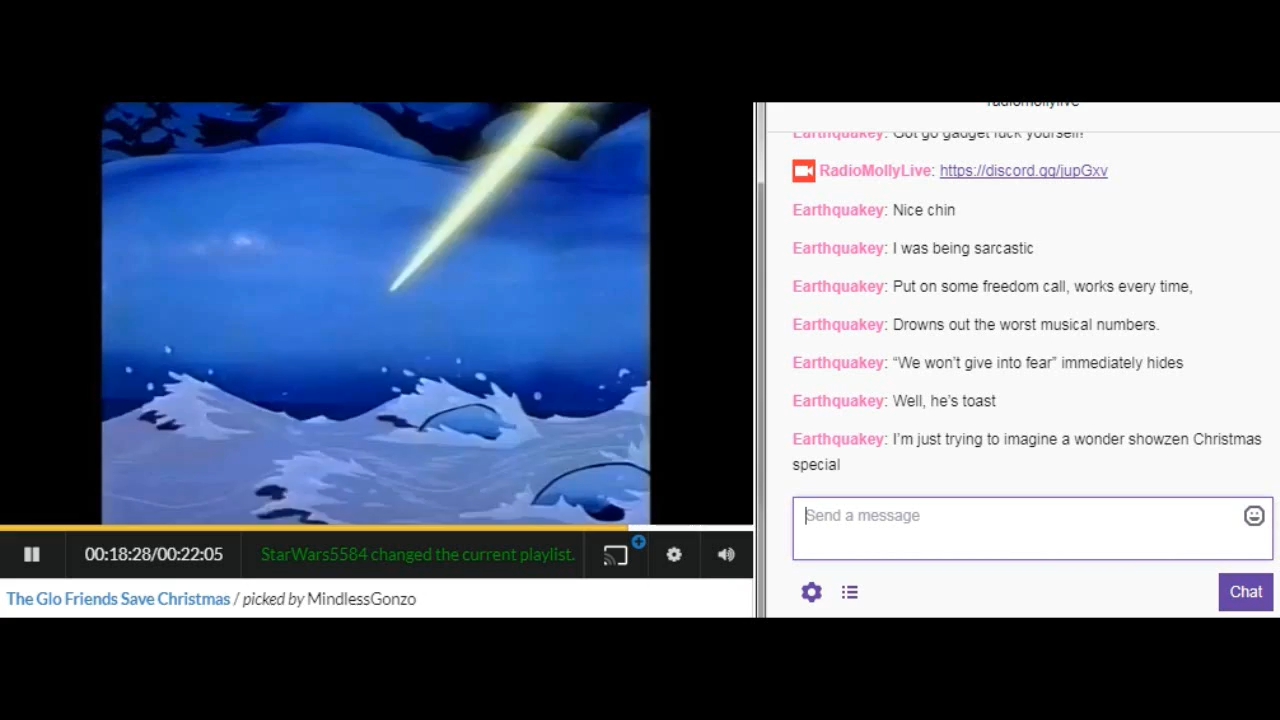 radiomollylive
Earthquakey: Got go gadget fuck yourself
RadioMollyLive: https://discord.gg/jupGxv
Earthquakey: Nice chin
Earthquakey: I was being sarcastic
Earthquakey: Put on some freedom call, works every time,
Earthquakey: Drowns out the worst musical numbers.
Earthquakey: “We won’t give into fear” immediately hides
Earthquakey: Well, he’s toast
Earthquakey: I’m just trying to imagine a wonder showzen Christmas
special
Send a message
00:18:28/00:22:05 StarWars5584 changed the current playlist.
Chat
The Glo Friends Save Christmas / picked by MindlessGonzo